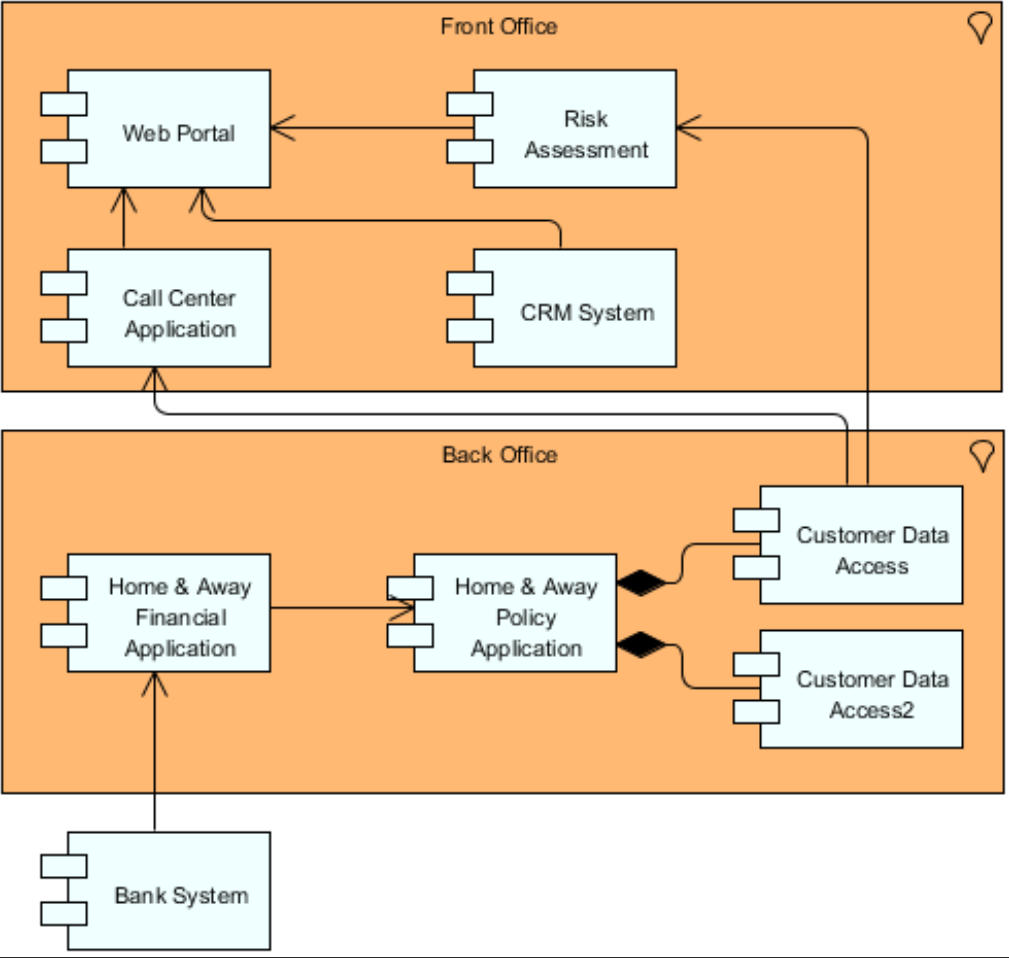 Front Office
Web Portal
Risk
Assessment
Call Center
Application
CRM System
Back Office
Customer Data
Access
Home & Away
Financial
Application
Home & Away
Policy
Application
Customer Data
Access2
Bank System